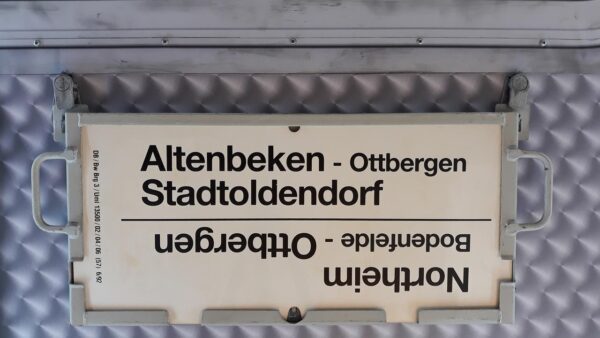 Altenbeken - Ottbergen
Stadtoldendorf
Northeim
Bodenfelde - Ottbergen